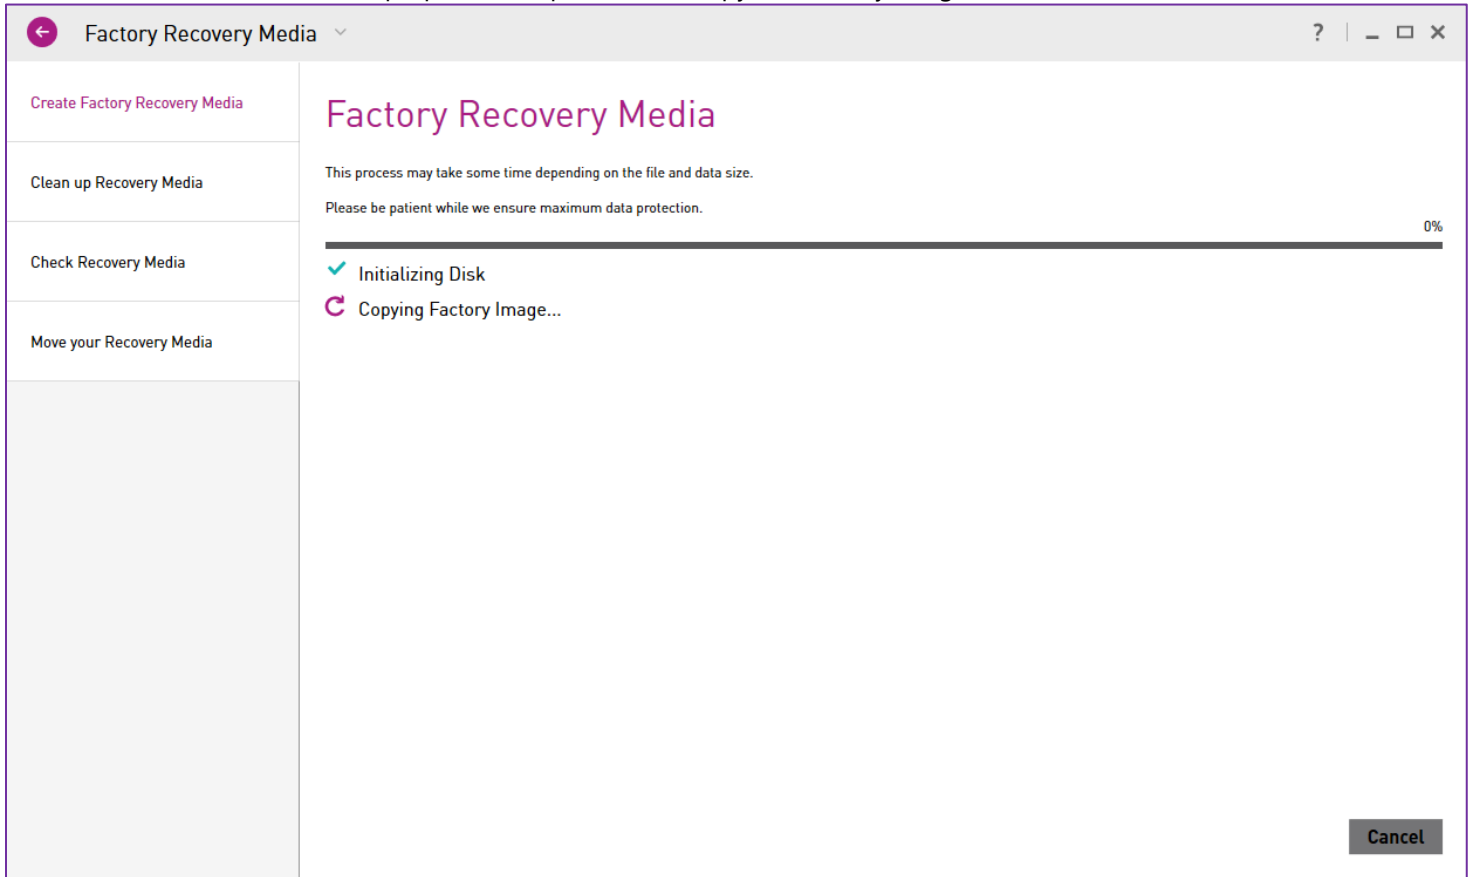 Factory Recovery Media
?
Create Factory Recovery Media
Clean up Recovery Media
Check Recovery Media
Move your Recovery Media
Factory Recovery Media
This process may take some time depending on the file and data size.
Please be patient while we ensure maximum data protection.
0%
Initializing Disk
Copying Factory Image...
Cancel